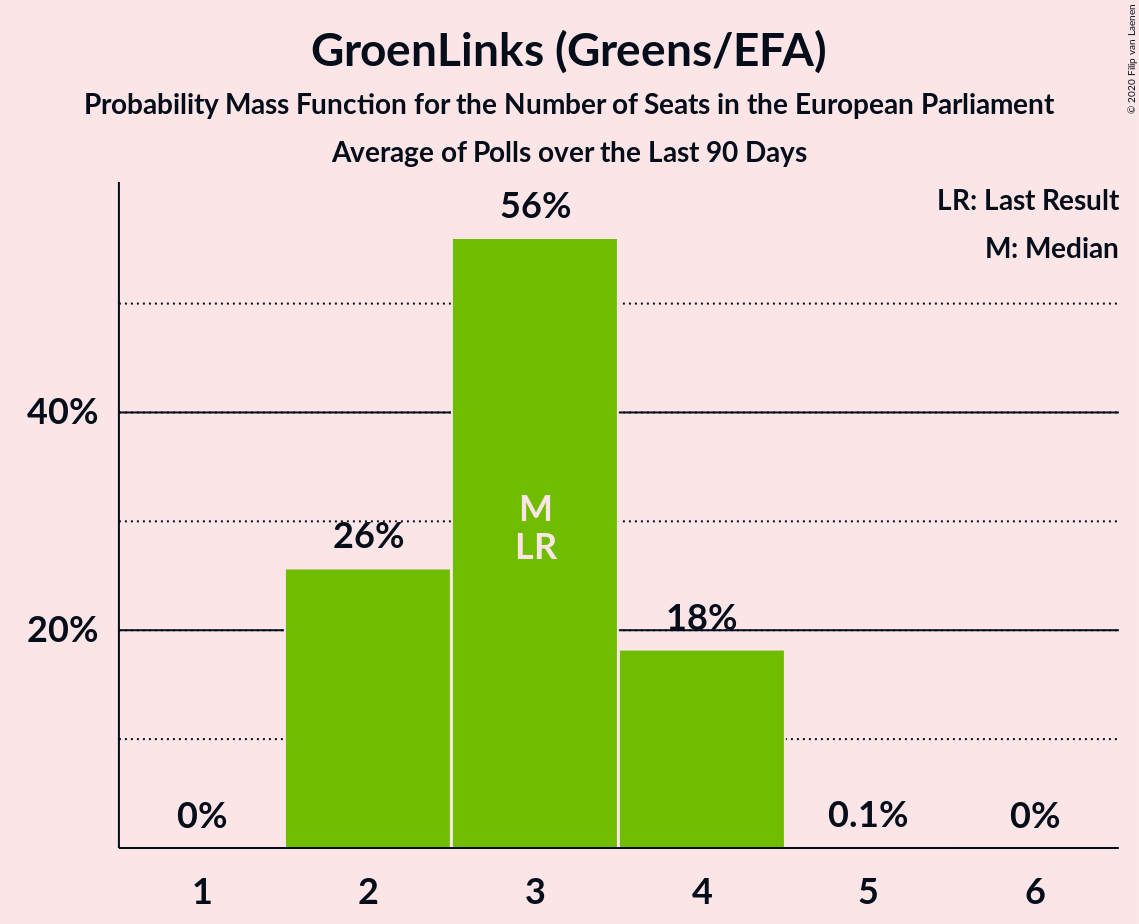 GroenLinks (Greens/EFA)
Probability Mass Function for the Number of Seats in the European Parliament
Average of Polls over the Last 90 Days
© 2020 Filip van Laenen
LR: Last Result
M: Median
56%
40%
M
LR
26%
20%
18%
0%
0.1%
0%
1 2 3 4 5 6